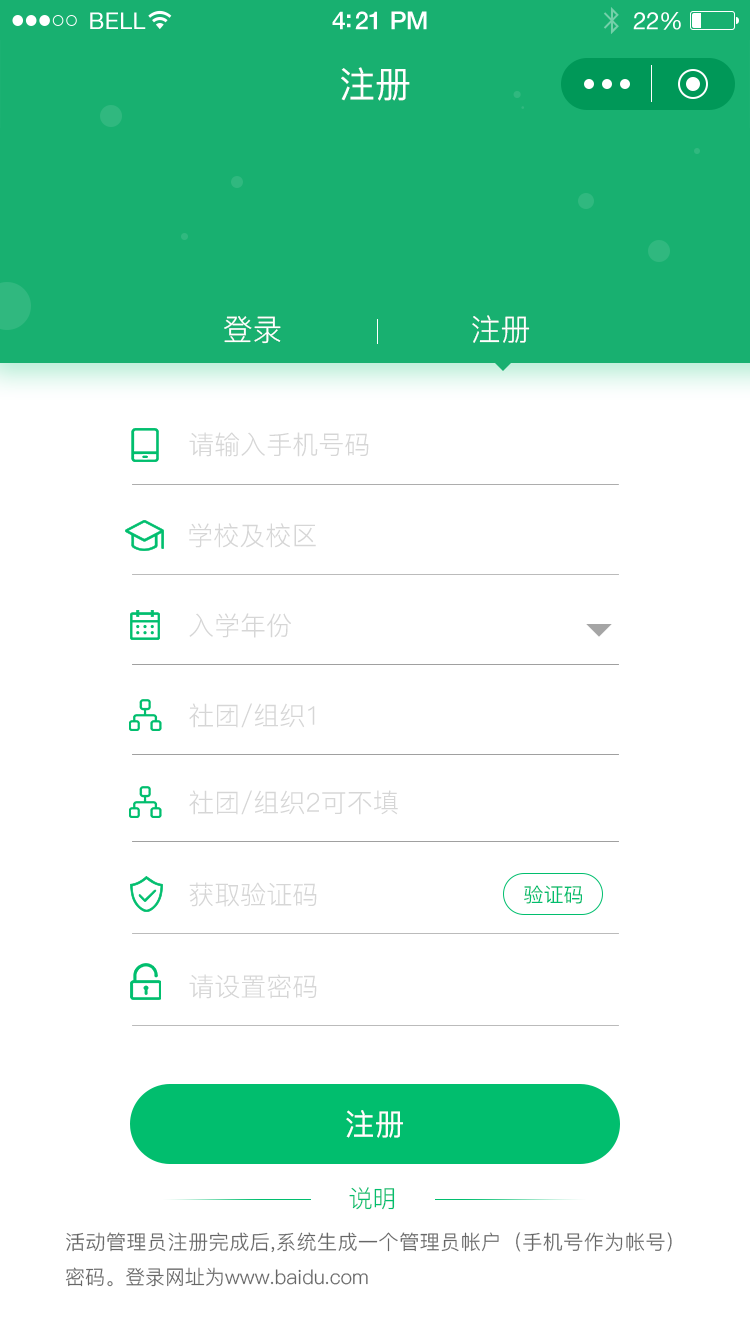 BELL 4:21 PM 22%
注册
登录 注册
请输入手机号码
学校及校区
入学年份
社团/组织1
社团/组织2可不填
获取验证码 验证码
请设置密码
注册
说明
活动管理员注册完成后,系统生成一个管理员帐户（手机号作为帐号）
密码。登录网址为www.baidu.com